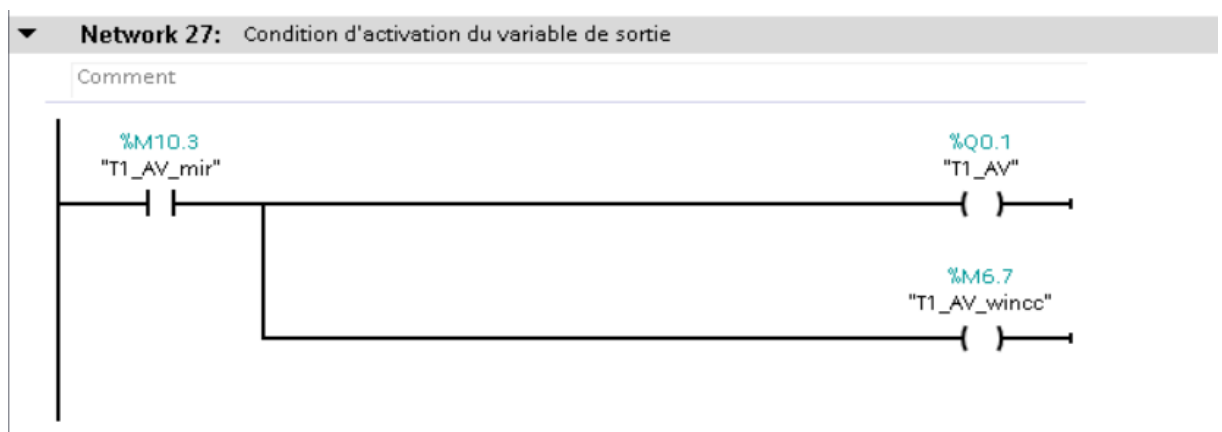 Network 27: Condition d'activation du variable de sortie
Comment
%M10.3
"T1_AV_mir"
%Q0.1
"T1_AV"
%M6.7
"T1_AV_wincc"